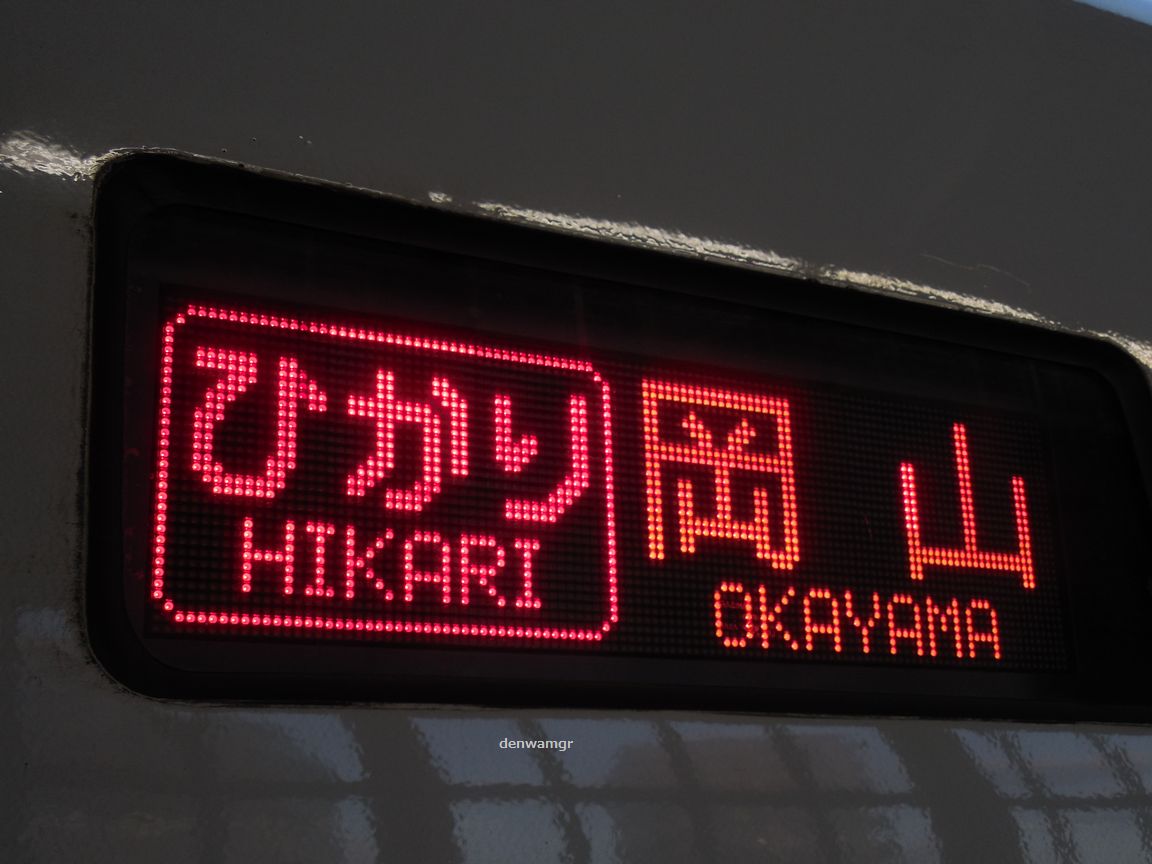 ひかり
HIKARI
岡山
OKAYAMA
denwamgr